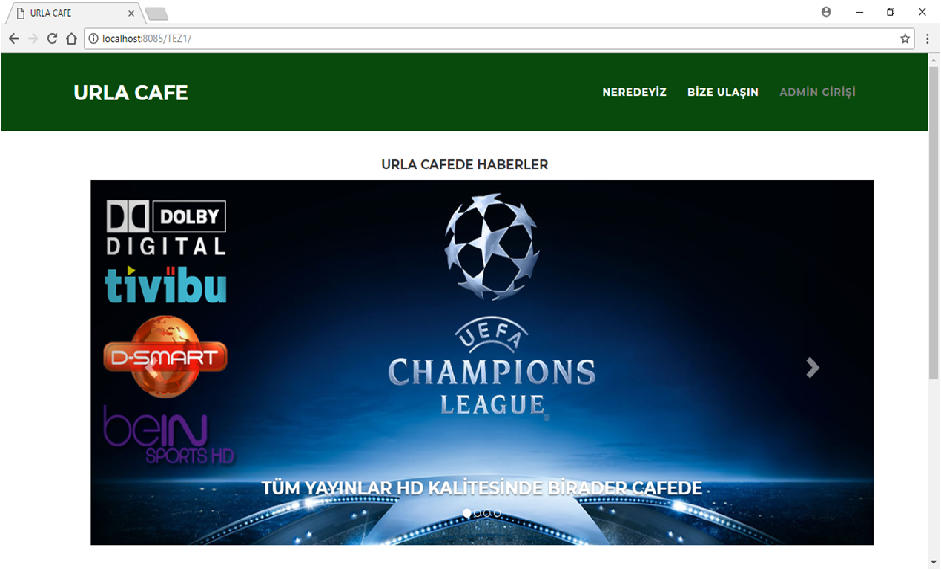 URLA CAFE
localhost:8085/TEZ1/
URLA CAFE
NEREDEYİZ
BİZE ULAŞIN
ADMİN GİRİŞİ
URLA CAFEDE HABERLER
DOLBY
DIGITAL
tivibu
D-SMART
beIN
SPORTS HD
UEFA
CHAMPIONS
LEAGUE
TÜM YAYINLAR HD KALİTESİNDE BİRADER CAFEDE